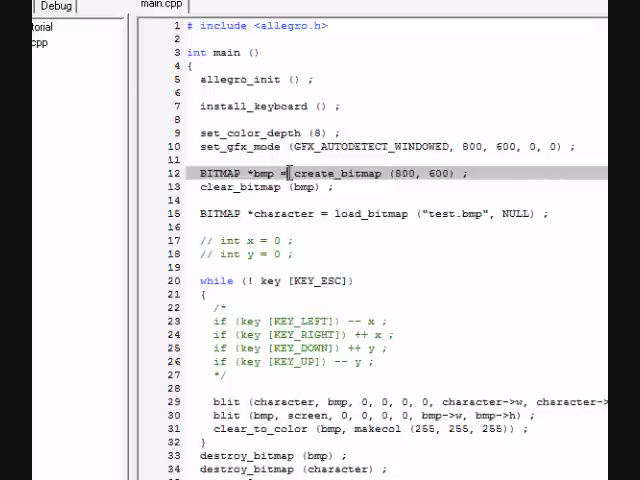 Debug main.cpp
torial
cpp
1 # include <allegro.h>
2
3 int main ()
4 {
5 allegro_init () ;
6
7 install_keyboard () ;
8
9 set_color_depth (8) ;
10 set_gfx_mode (GFX_AUTODETECT_WINDOWED, 800, 600, 0, 0) ;
11
12 BITMAP *bmp = create_bitmap (800, 600) ;
13 clear_bitmap (bmp) ;
14
15 BITMAP *character = load_bitmap ("test.bmp", NULL) ;
16
17 // int x = 0 ;
18 // int y = 0 ;
19
20 while (! key [KEY_ESC])
21 {
22 /*
23 if (key [KEY_LEFT]) -- x ;
24 if (key [KEY_RIGHT]) ++ x ;
25 if (key [KEY_DOWN]) ++ y ;
26 if (key [KEY_UP]) -- y ;
27 */
28
29 blit (character, bmp, 0, 0, 0, 0, character->w, character->
30 blit (bmp, screen, 0, 0, 0, 0, bmp->w, bmp->h) ;
31 clear_to_color (bmp, makecol (255, 255, 255)) ;
32 }
33 destroy_bitmap (bmp) ;
34 destroy_bitmap (character) ;